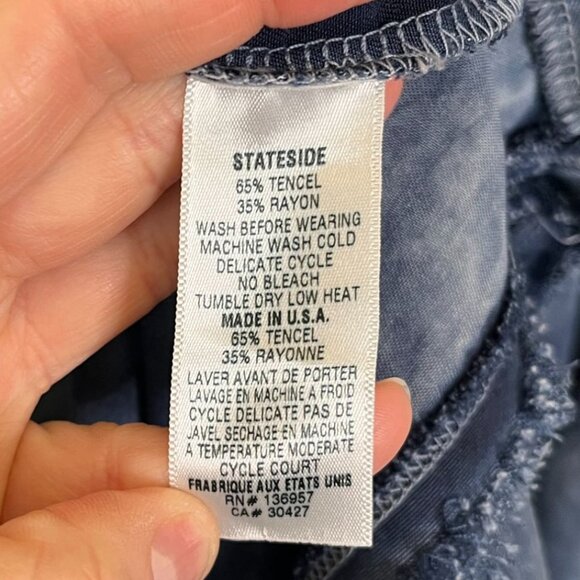 STATESIDE
65% TENCEL
35% RAYON
WASH BEFORE WEARING
MACHINE WASH COLD
DELICATE CYCLE
NO BLEACH
TUMBLE DRY LOW HEAT
MADE IN U.S.A.
65% TENCEL
35% RAYONNE
LAVER AVANT DE PORTER
LAVAGE EN MACHINE A FROID
CYCLE DELICATE PAS DE
JAVEL SECHAGE EN MACHINE
A TEMPERATURE MODERATE
CYCLE COURT
FRABRIQUE AUX ETATS UNIS
RN# 136957
CA# 30427